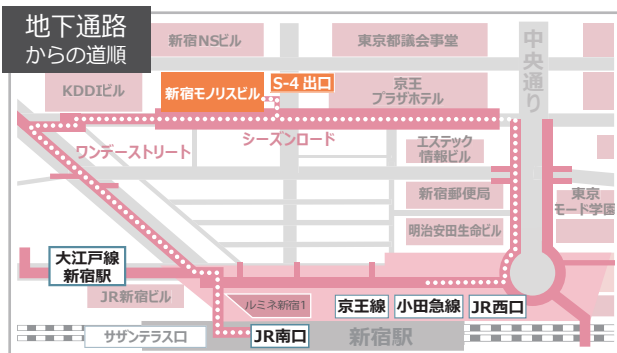 地下通路
からの道順
新宿NSビル
東京都議会事堂
中央通り
KDDIビル
新宿モノリスビル
S-4 出口
京王
プラザホテル
ワンデーストリート
シーズンロード
エステック
情報ビル
新宿郵便局
東京
モード学園
明治安田生命ビル
大江戸線
新宿駅
JR新宿ビル
ルミネ新宿1
京王線
小田急線
JR西口
サザンテラス口
JR南口
新宿駅